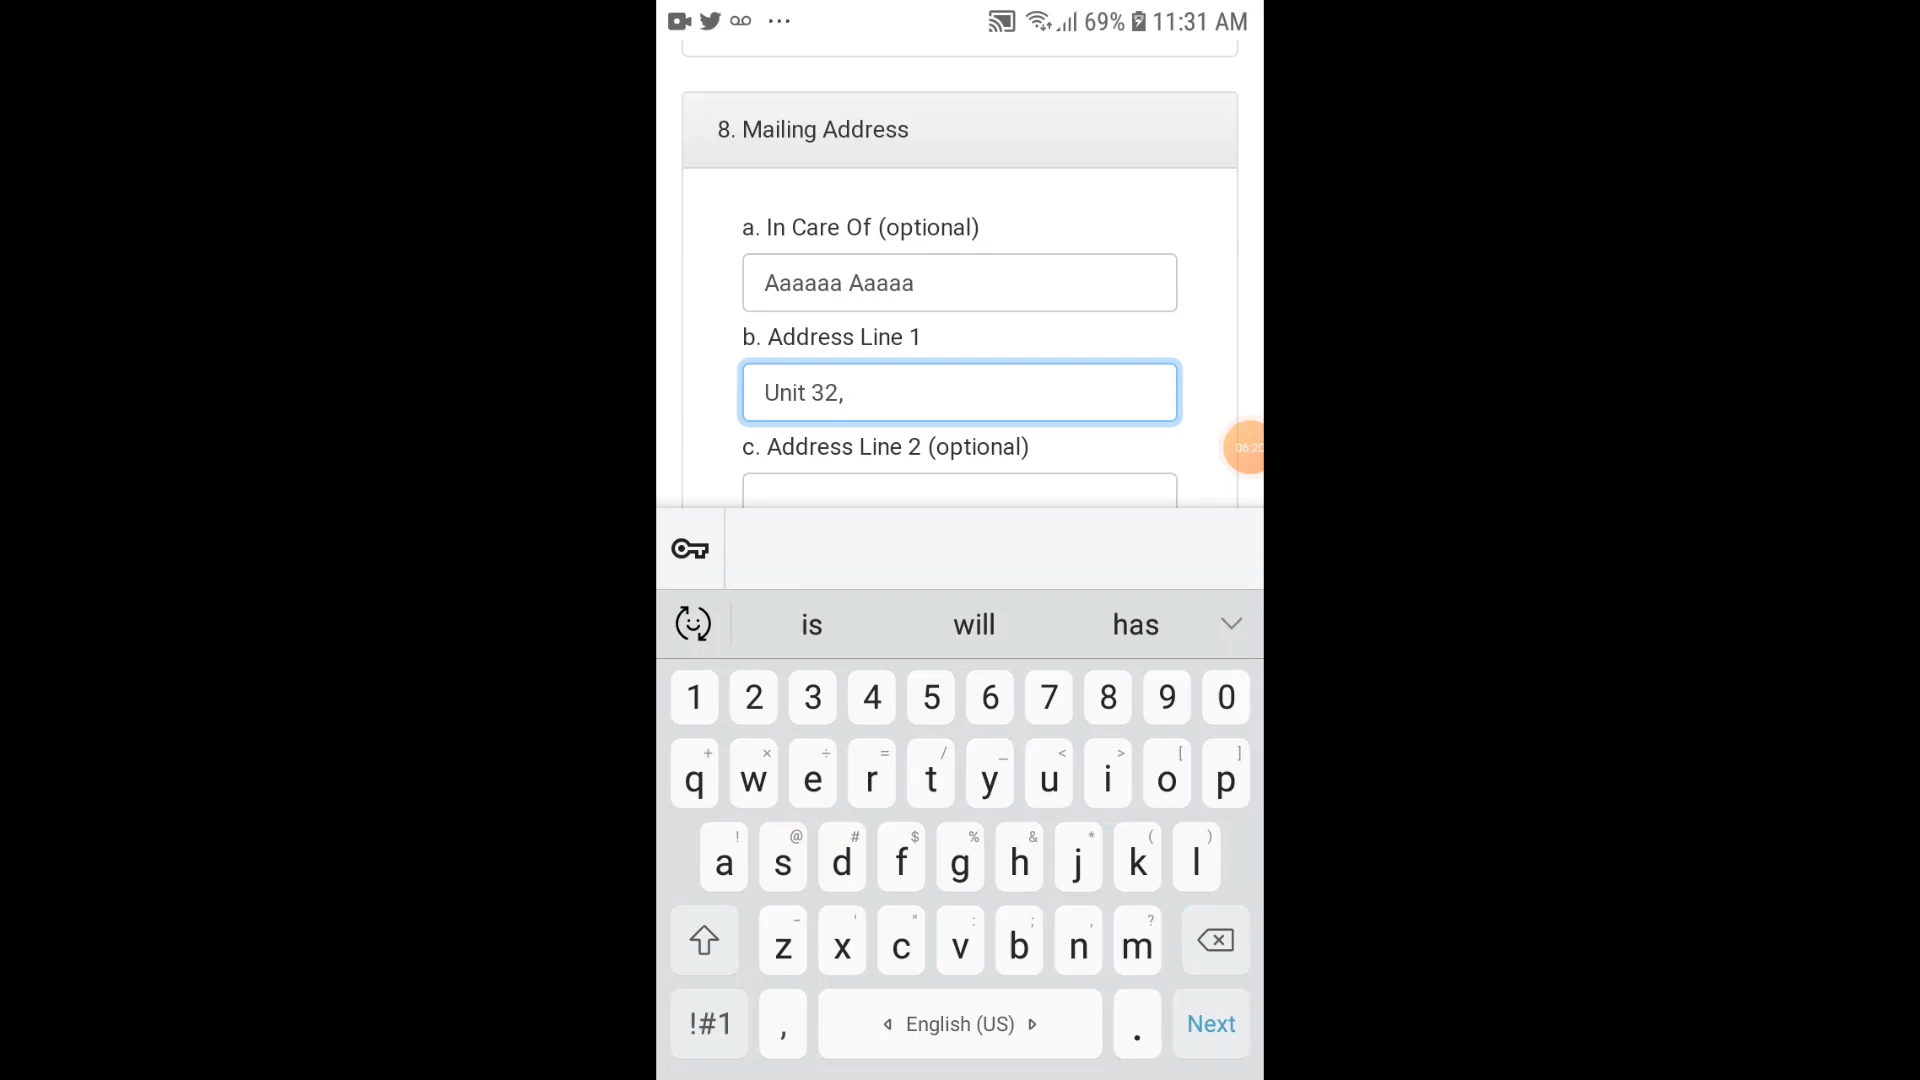 69% 11:31 AM
8. Mailing Address
a. In Care Of (optional)
Aaaaaa Aaaaa
b. Address Line 1
Unit 32,
c. Address Line 2 (optional)
06:20
is will has
1 2 3 4 5 6 7 8 9 0
+ × ÷ = / _ < > [ ]
q w e r t y u i o p
! @ # $ % & * ( )
a s d f g h j k l
- ' " : ; , ?
z x c v b n m
!#1 , English (US) . Next